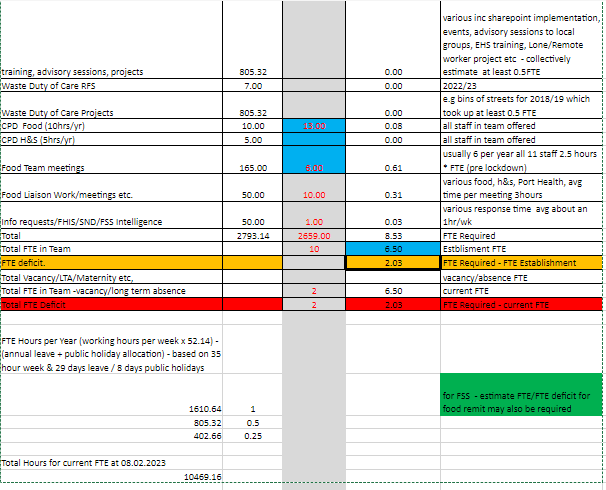 various inc sharepoint implementation,
events, advisory sessions to local
groups, EHS training, Lone/Remote
worker project etc - collectively
training, advisory sessions, projects 805.32 0.00 estimate at least 0.5FTE
Waste Duty of Care RFS 7.00 0.00 2022/23
e.g bins of streets for 2018/19 which
Waste Duty of Care Projects 805.32 0.00 took up at least 0.5 FTE
CPD Food (10hrs/yr) 10.00 13.00 0.08 all staff in team offered
CPD H&S (5hrs/yr) 5.00 0.00 all staff in team offered
usually 6 per year all 11 staff 2.5 hours
Food Team meetings 165.00 6.00 0.61 * FTE (pre lockdown)
various food, h&s, Port Health, avg
Food Liaison Work/meetings etc. 50.00 10.00 0.31 time per meeting 3hours
various response time avg about an
Info requests/FHIS/SND/FSS Intelligence 50.00 1.00 0.03 1hr/wk
Total 2793.14 2659.00 8.53 FTE Required
Total FTE in Team 10 6.50 Estblisment FTE
FTE deficit. 2.03 FTE Required - FTE Establishment
Total Vacancy/LTA/Maternity etc, vacancy/absence FTE
Total FTE in Team -vacancy/long term absence 2 6.50 current FTE
Total FTE Deficit 2 2.03 FTE Required - current FTE
FTE Hours per Year (working hours per week x 52.14) -
(annual leave + public holiday allocation) - based on 35
hour week & 29 days leave / 8 days public holidays
for FSS - estimate FTE/FTE deficit for
1610.64 1 food remit may also be required
805.32 0.5
402.66 0.25
Total Hours for current FTE at 08.02.2023
10469.16